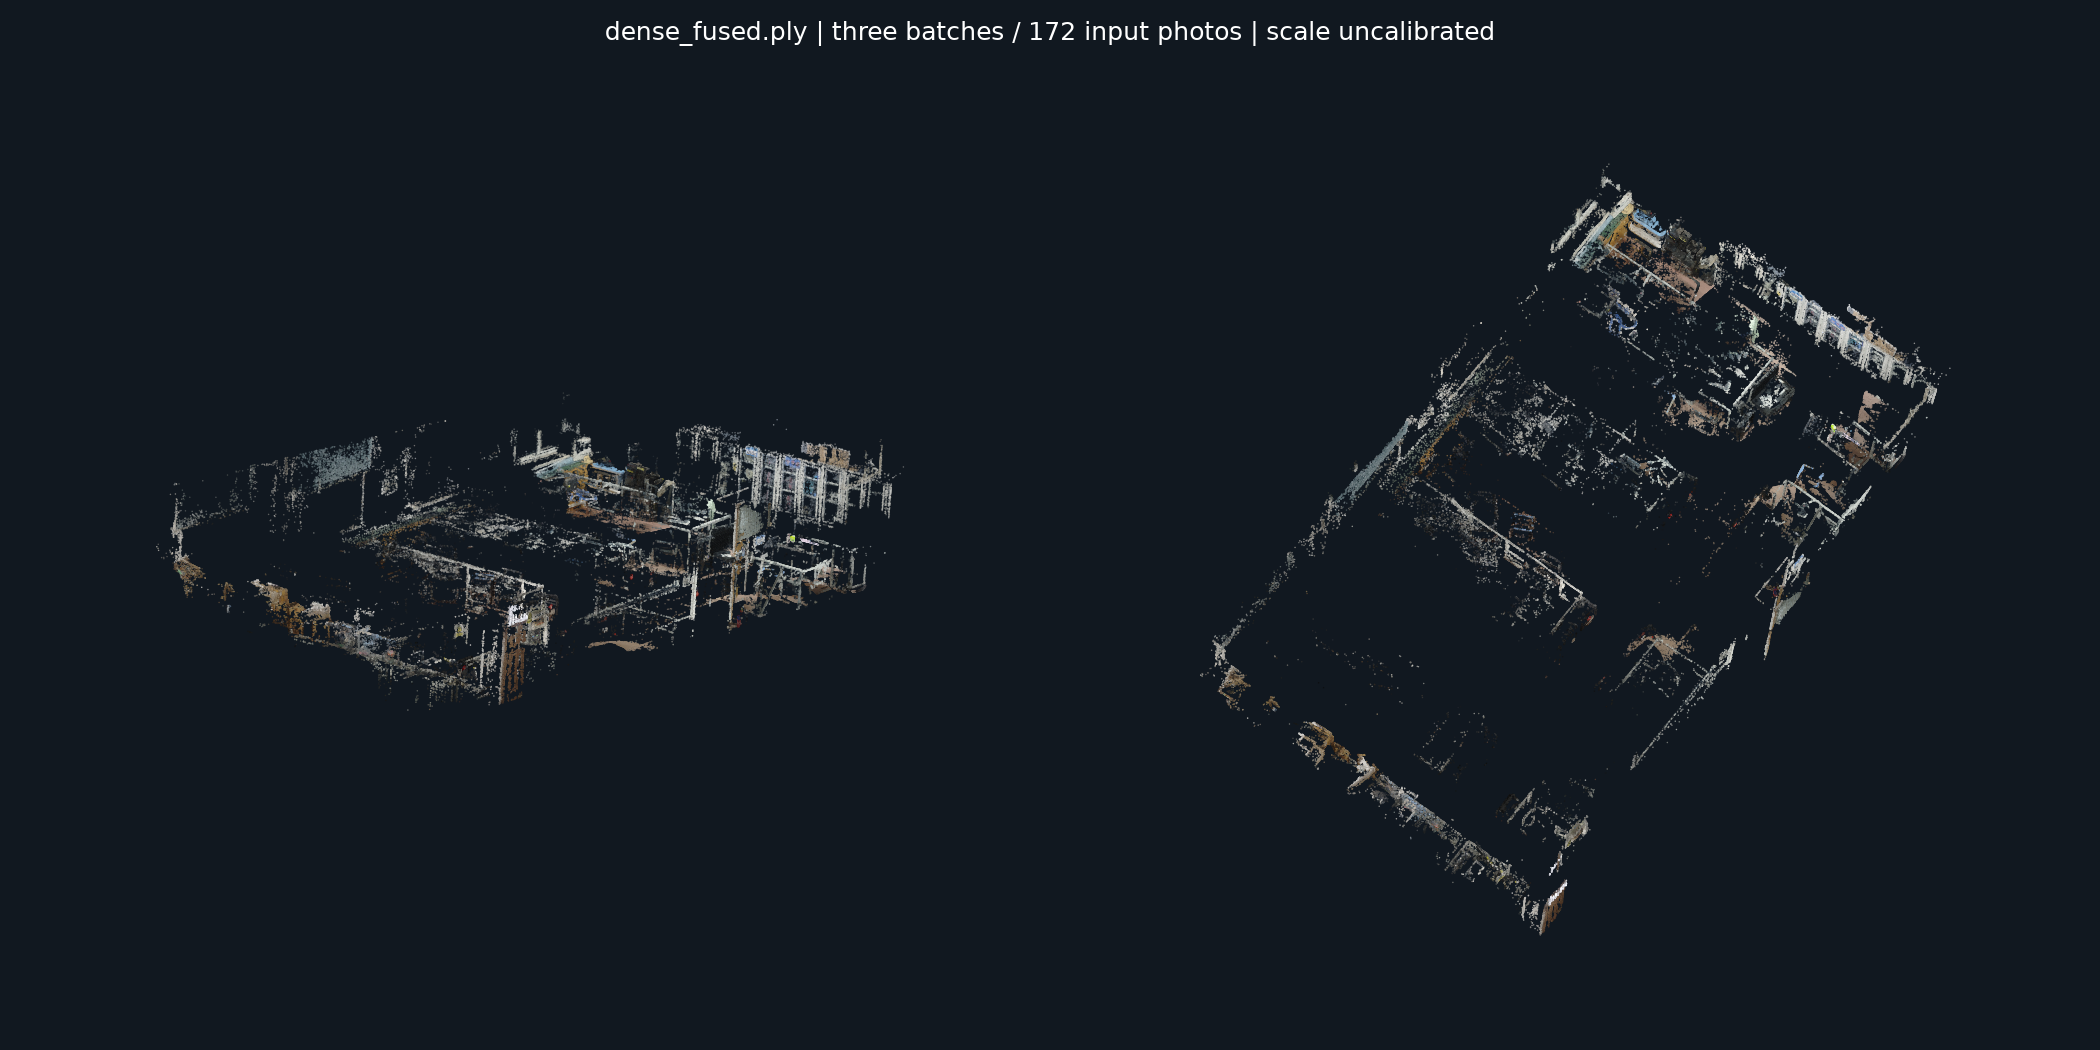 dense_fused.ply | three batches / 172 input photos | scale uncalibrated